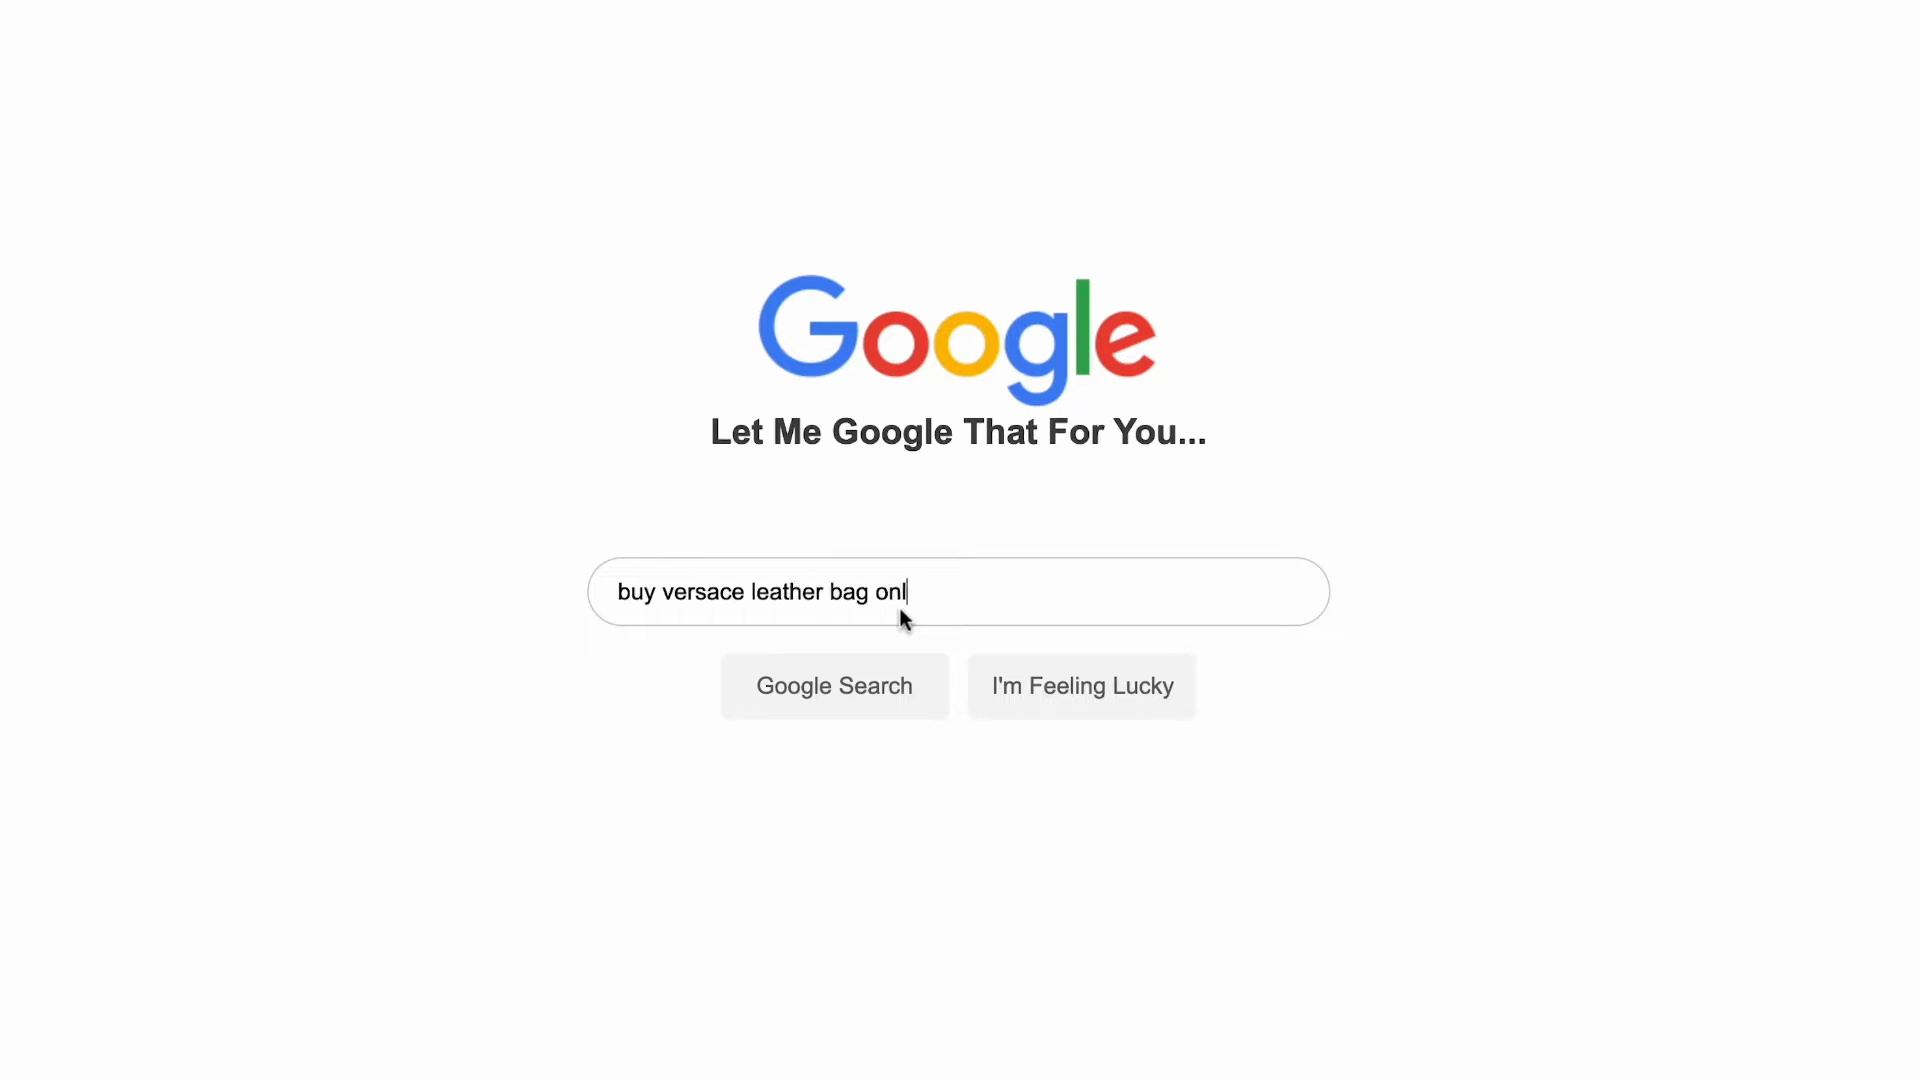 Google
Let Me Google That For You...
buy versace leather bag onl
Google Search
I'm Feeling Lucky